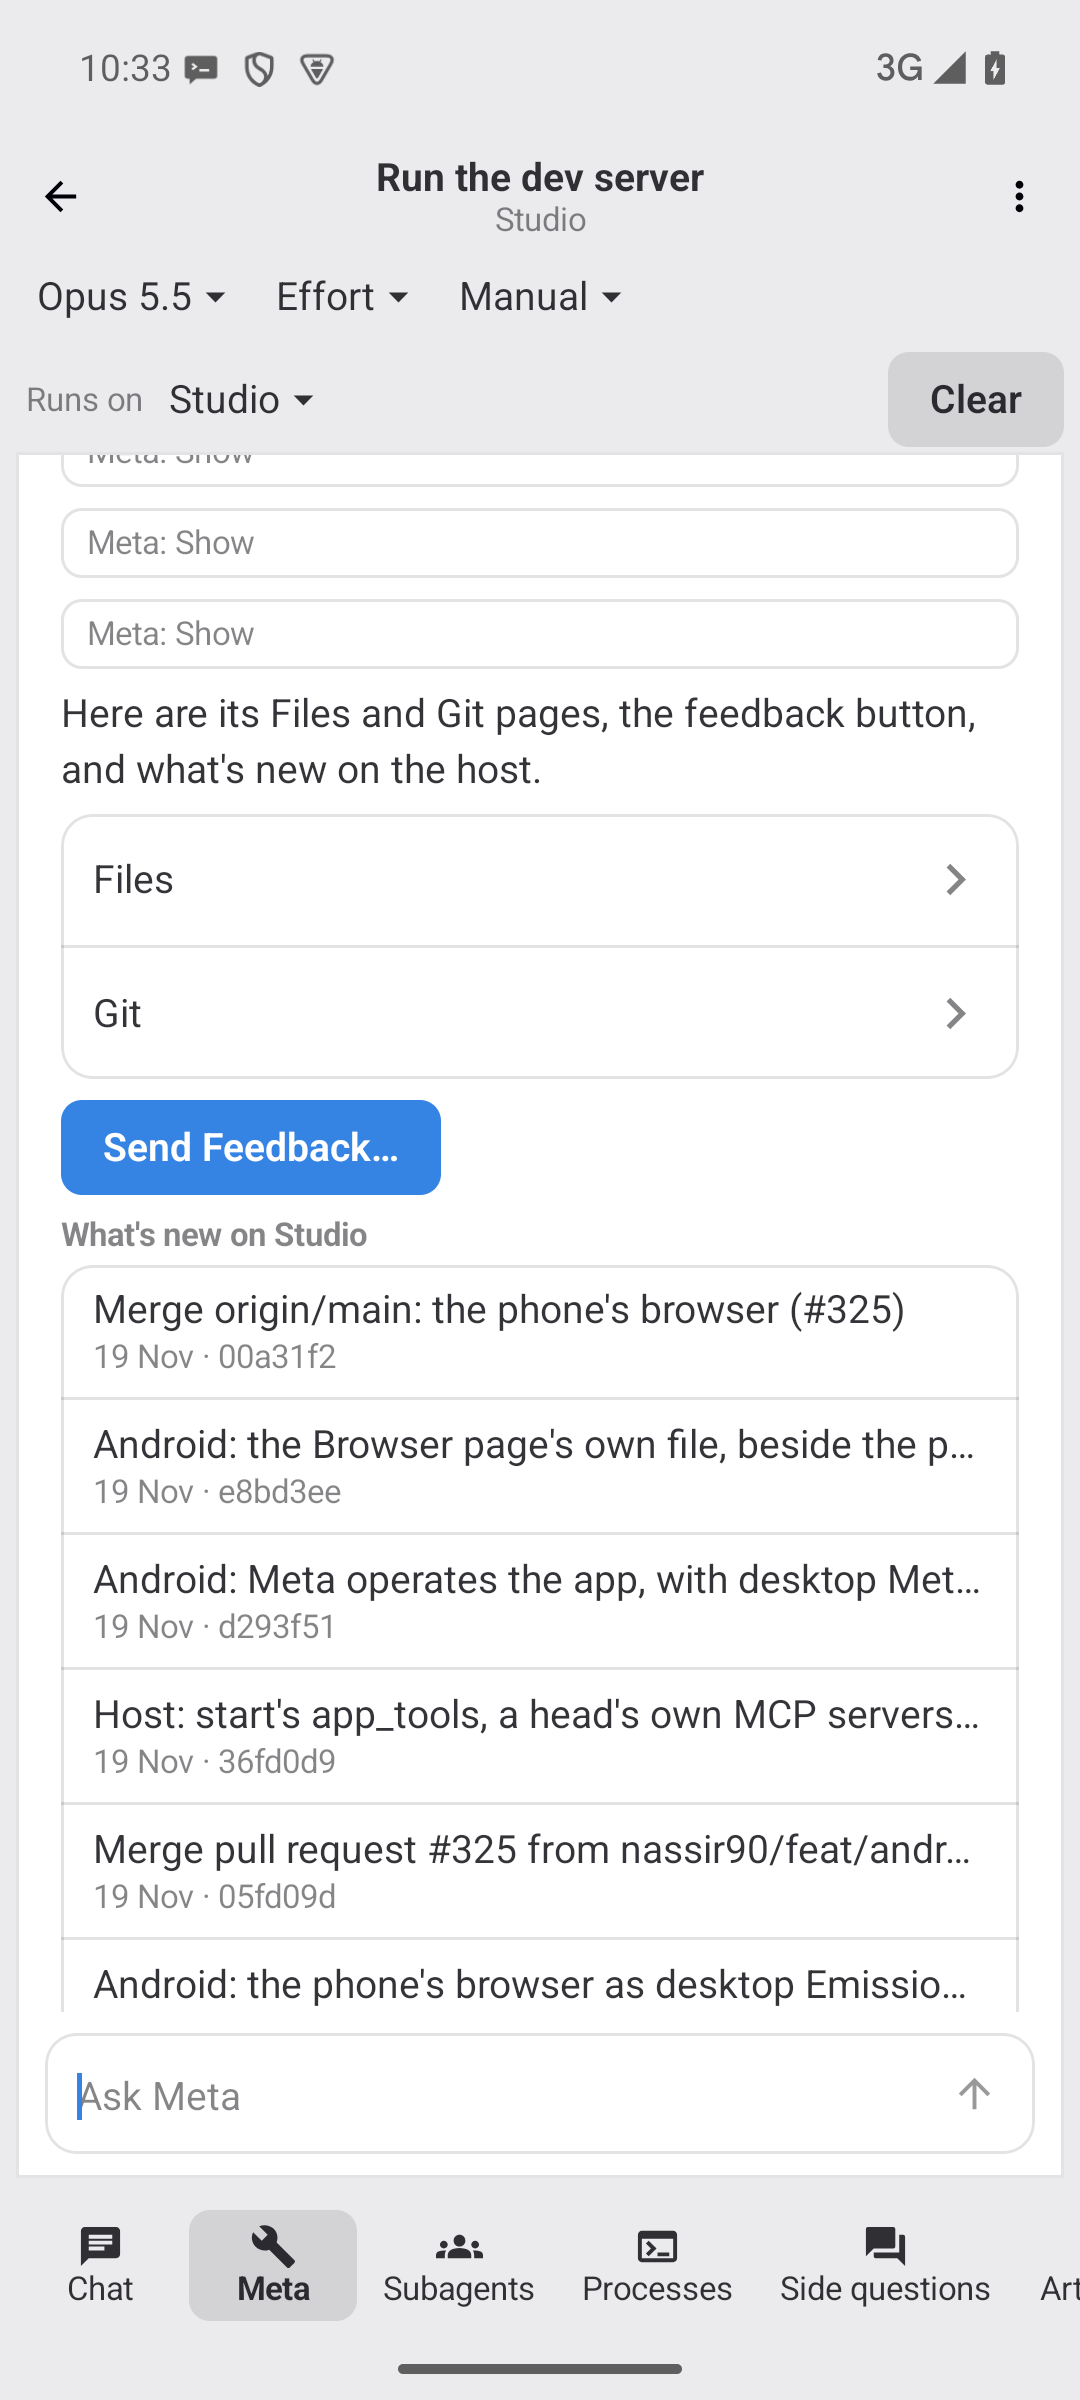 10:33
3G
Run the dev server
Studio
Opus 5.5
Effort
Manual
Runs on
Studio
Clear
Meta: Show
Meta: Show
Meta: Show
Here are its Files and Git pages, the feedback button,
and what's new on the host.
Files
Git
Send Feedback…
What's new on Studio
Merge origin/main: the phone's browser (#325)
19 Nov · 00a31f2
Android: the Browser page's own file, beside the p…
19 Nov · e8bd3ee
Android: Meta operates the app, with desktop Met…
19 Nov · d293f51
Host: start's app_tools, a head's own MCP servers…
19 Nov · 36fd0d9
Merge pull request #325 from nassir90/feat/andr…
19 Nov · 05fd09d
Android: the phone's browser as desktop Emissio…
Ask Meta
Chat
Meta
Subagents
Processes
Side questions
Art